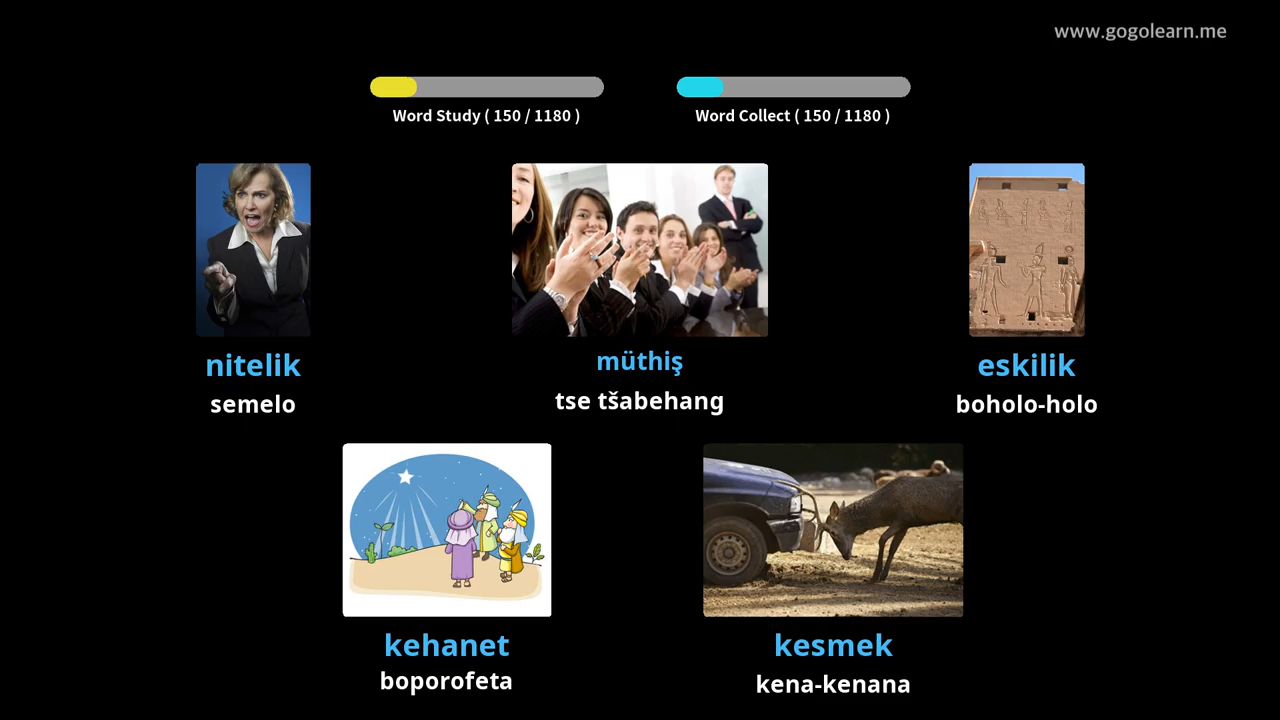 www.gogolearn.me
Word Study ( 150 / 1180 )
Word Collect ( 150 / 1180 )
nitelik
semelo
müthiş
tse tšabehang
eskilik
boholo-holo
kehanet
boporofeta
kesmek
kena-kenana